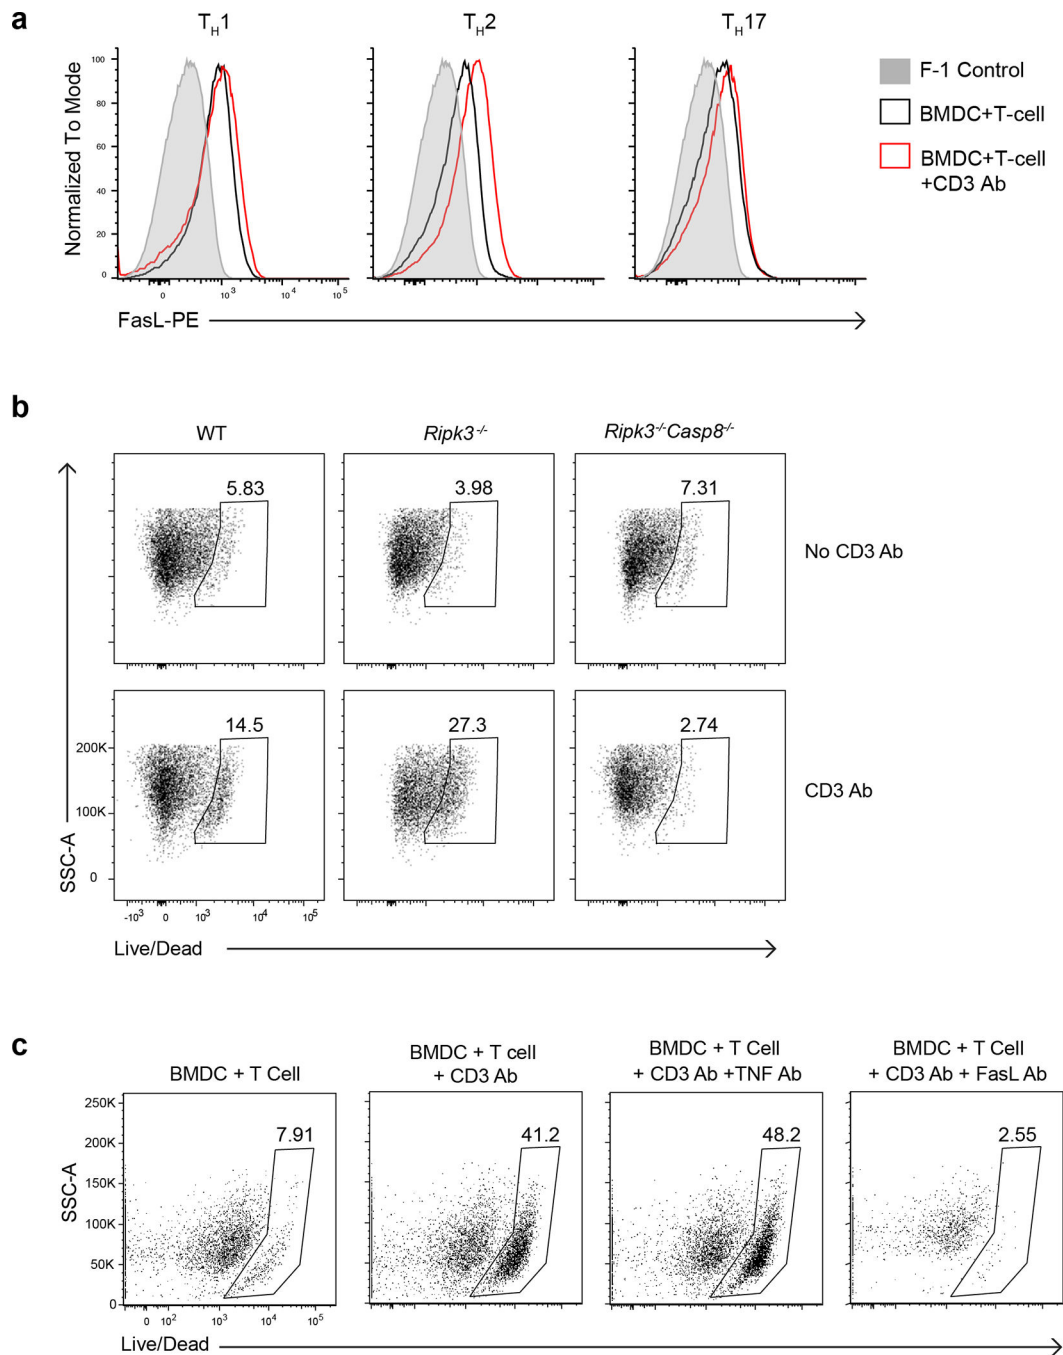 a
TH1
TH2
TH17
Normalized To Mode
100
80
60
40
20
0
0
10³
10⁴
10⁵
F-1 Control
BMDC+T-cell
BMDC+T-cell
+CD3 Ab
FasL-PE
b
WT
Ripk3-/-
Ripk3-/-Casp8-/-
5.83
3.98
7.31
No CD3 Ab
14.5
27.3
2.74
CD3 Ab
SSC-A
200K
100K
0
-10³
0
10³
10⁴
10⁵
Live/Dead
c
BMDC + T Cell
BMDC + T cell
+ CD3 Ab
BMDC + T Cell
+ CD3 Ab +TNF Ab
BMDC + T Cell
+ CD3 Ab + FasL Ab
SSC-A
250K
200K
150K
100K
50K
0
7.91
41.2
48.2
2.55
0
10²
10³
10⁴
10⁵
Live/Dead